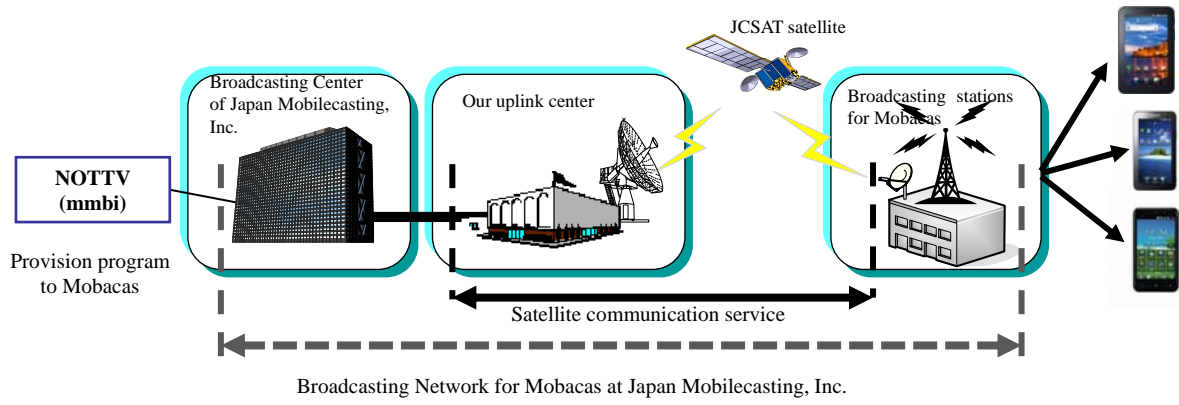 JCSAT satellite
Broadcasting Center
of Japan Mobilecasting,
Inc.
Our uplink center
Broadcasting stations
for Mobacas
NOTTV
(mmbi)
Provision program
to Mobacas
Satellite communication service
Broadcasting Network for Mobacas at Japan Mobilecasting, Inc.